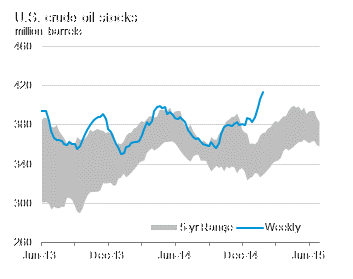 U.S. crude oil stocks
million barrels
460
420
380
340
300
260
5-yr Range Weekly
Jun-13 Dec-13 Jun-14 Dec-14 Jun-15